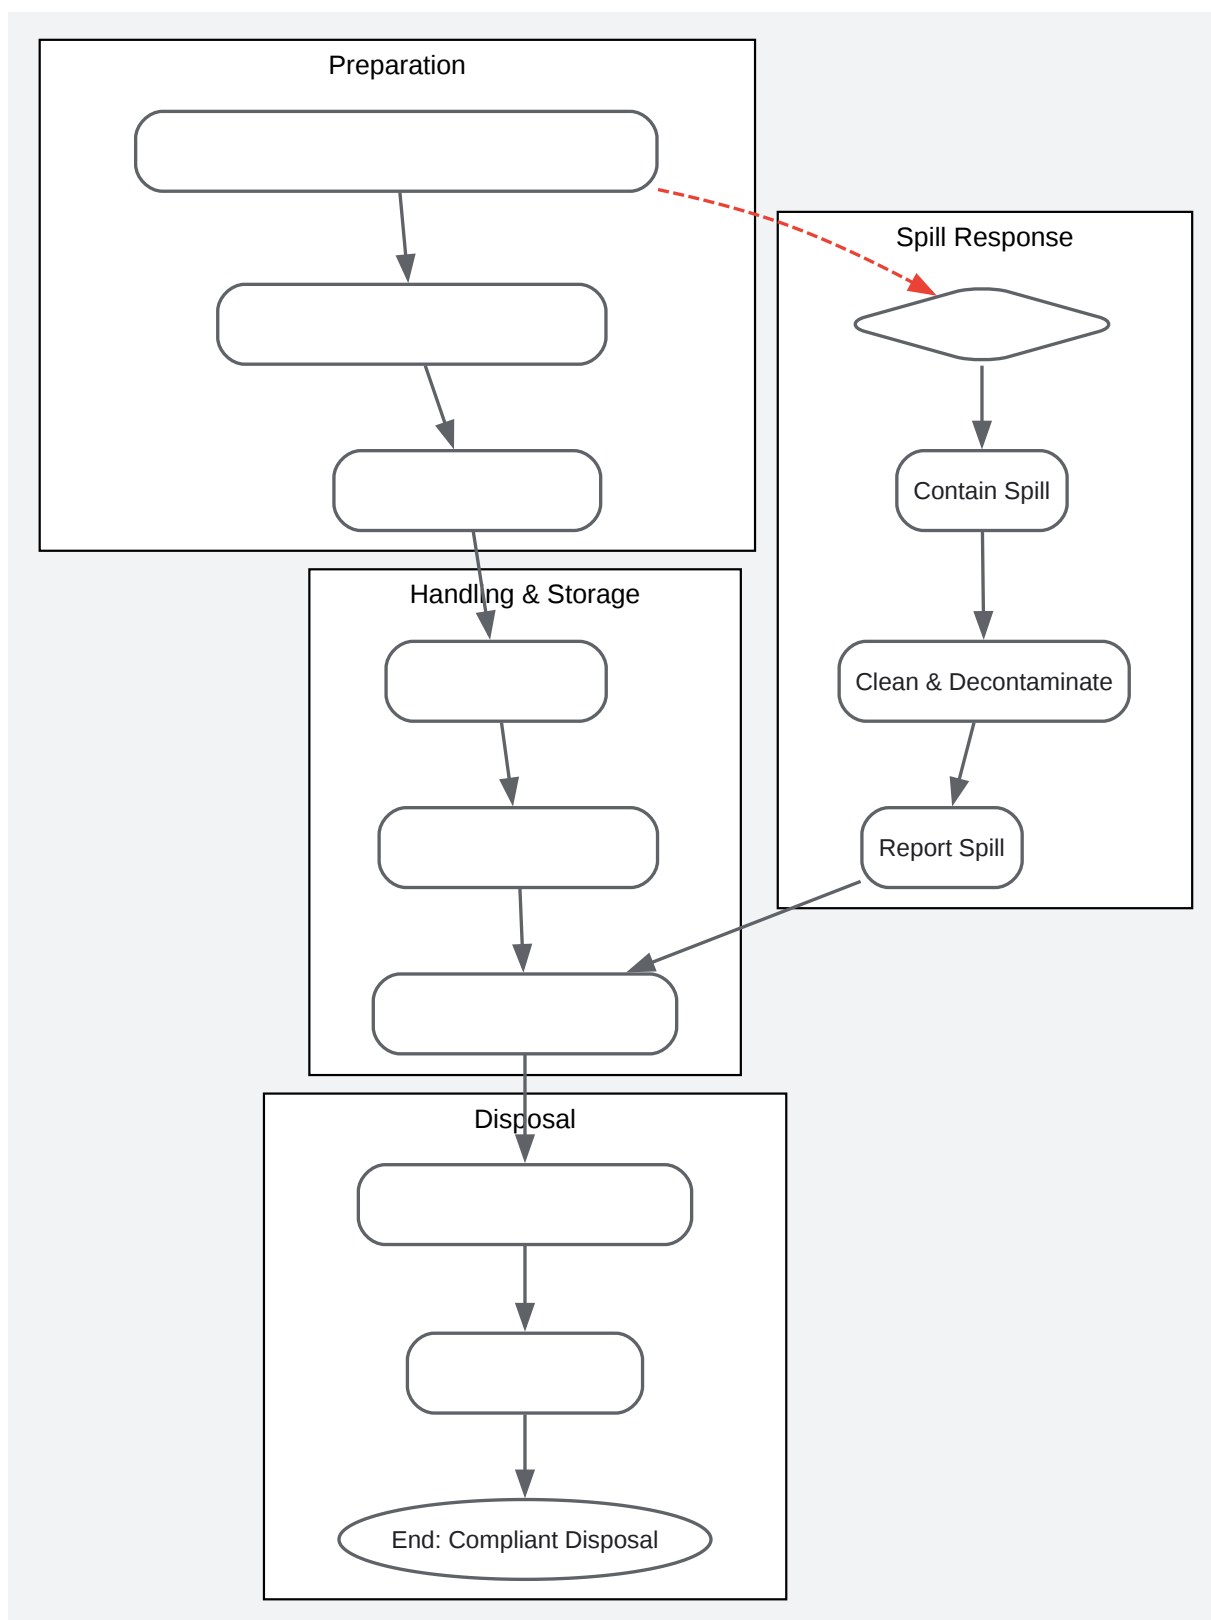 Preparation
Spill Response
Contain Spill
Handling & Storage
Clean & Decontaminate
Report Spill
Disposal
End: Compliant Disposal